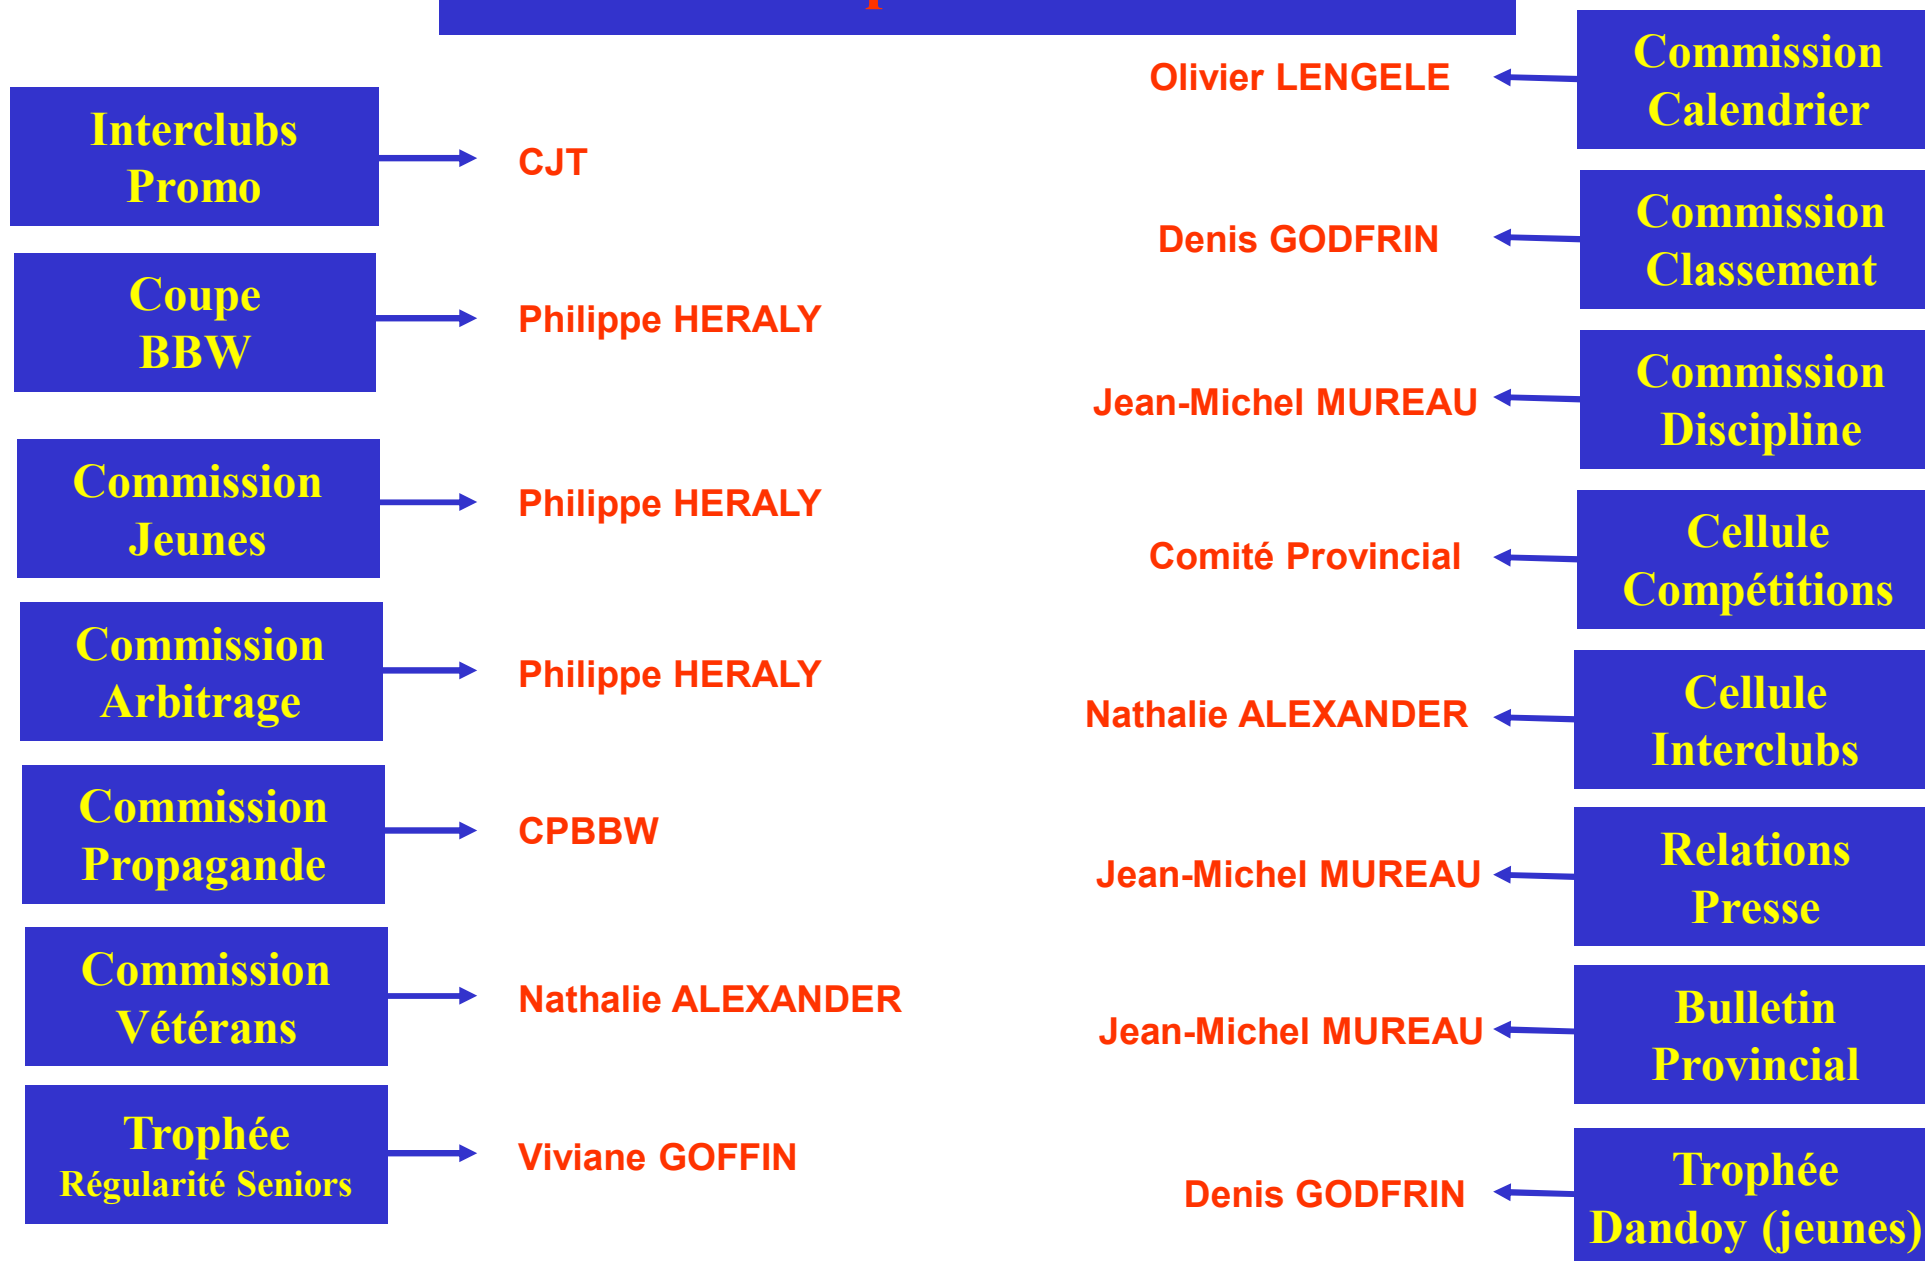 Interclubs
Promo
CJT
Coupe
BBW
Philippe HERALY
Commission
Jeunes
Philippe HERALY
Commission
Arbitrage
Philippe HERALY
Commission
Propagande
CPBBW
Commission
Vétérans
Nathalie ALEXANDER
Trophée
Régularité Seniors
Viviane GOFFIN
Olivier LENGELE
Commission
Calendrier
Denis GODFRIN
Commission
Classement
Jean-Michel MUREAU
Commission
Discipline
Comité Provincial
Cellule
Compétitions
Nathalie ALEXANDER
Cellule
Interclubs
Jean-Michel MUREAU
Relations
Presse
Jean-Michel MUREAU
Bulletin
Provincial
Denis GODFRIN
Trophée
Dandoy (jeunes)